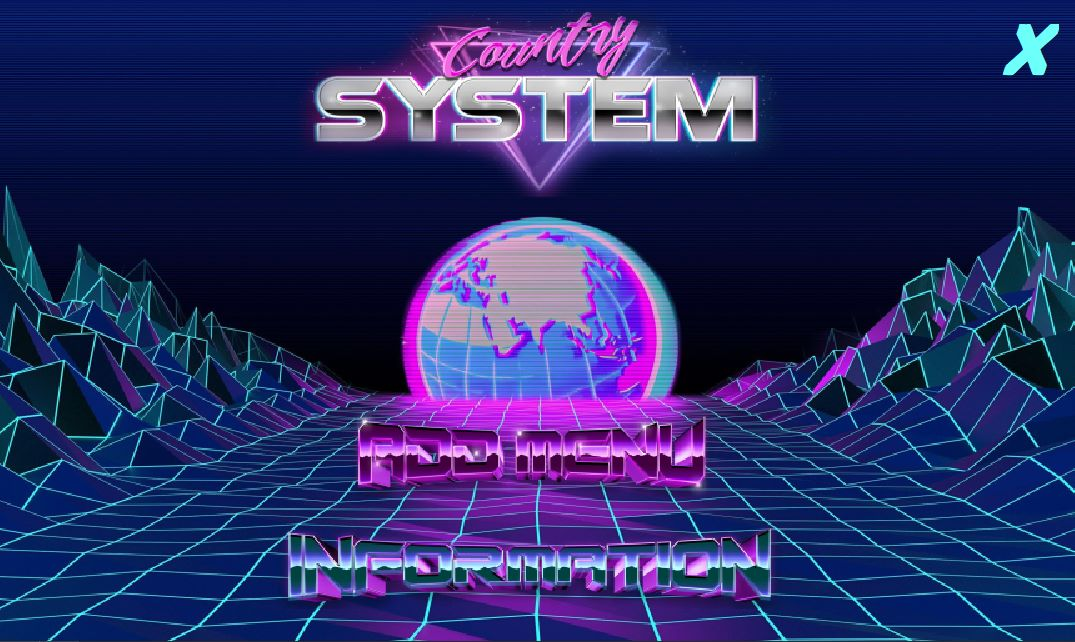 Country
SYSTEM
X
ADD MENU
INFORMATION